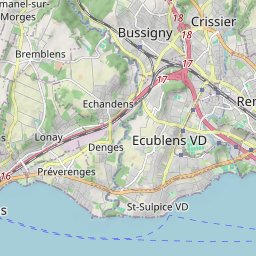 manel-sur-
Morges
Crissier
18
Bussigny
18
Bremblens
17
Echandens
17
Ren
Lonay
Denges
Ecublens VD
16
Préverenges
St-Sulpice VD
s